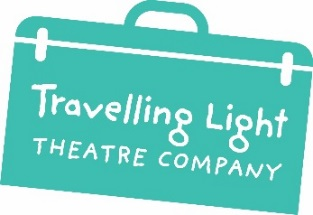 Travelling Light
THEATRE COMPANY